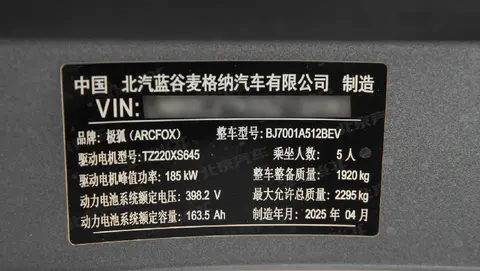 中国 北汽蓝谷麦格纳汽车有限公司 制造
VIN:
品牌: 极狐(ARCFOX) 整车型号: BJ7001A512BEV
驱动电机型号: TZ220XS645 乘坐人数: 5 人
驱动电机峰值功率: 185 kW 整车整备质量: 1920kg
动力电池系统额定电压: 398.2 V 最大允许总质量: 2295kg
动力电池系统额定容量: 163.5 Ah 制造年月: 2025 年 04 月